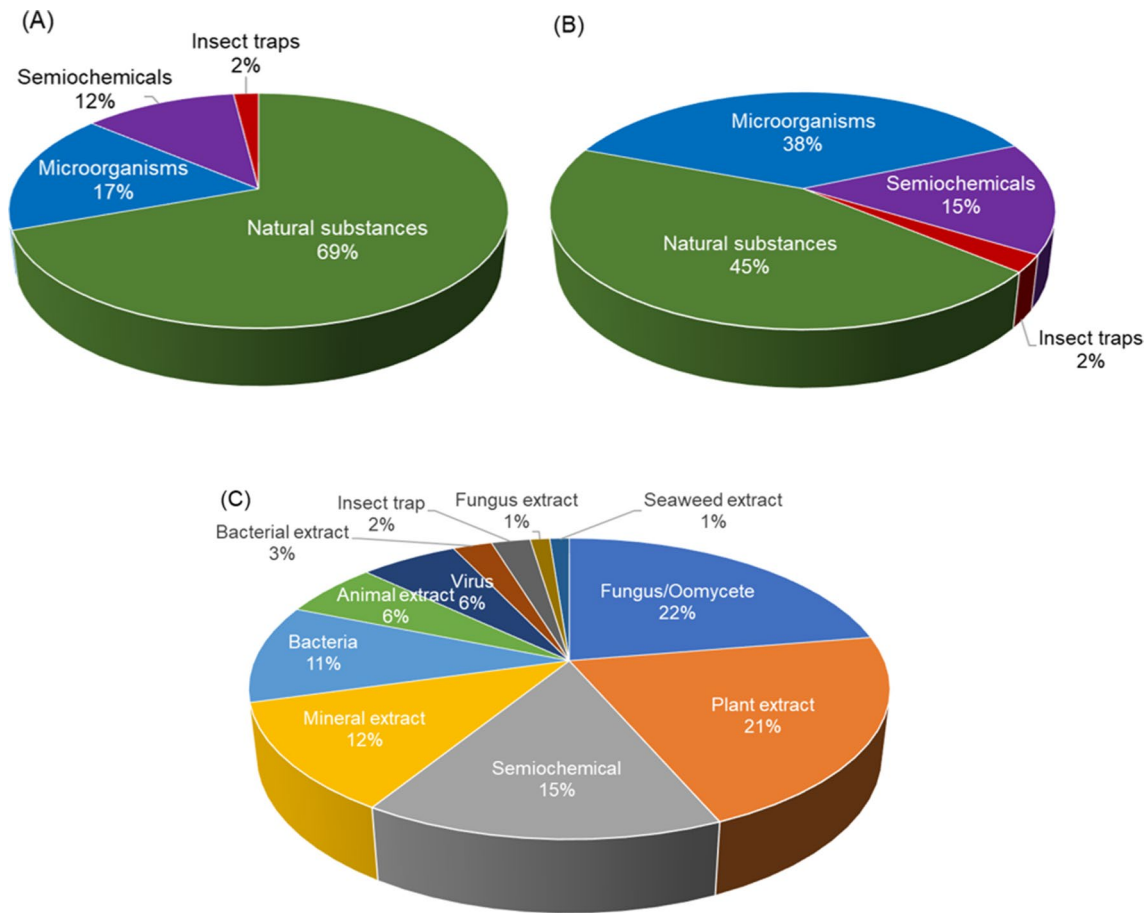 (A)
Insect traps
2%
Semiochemicals
12%
Microorganisms
17%
Natural substances
69%
(B)
Microorganisms
38%
Semiochemicals
15%
Natural substances
45%
Insect traps
2%
(C)
Bacterial extract
3%
Insect trap
2%
Fungus extract
1%
Seaweed extract
1%
Fungus/Oomycete
22%
Plant extract
21%
Semiochemical
15%
Mineral extract
12%
Bacteria
11%
Animal extract
6%
Virus
6%